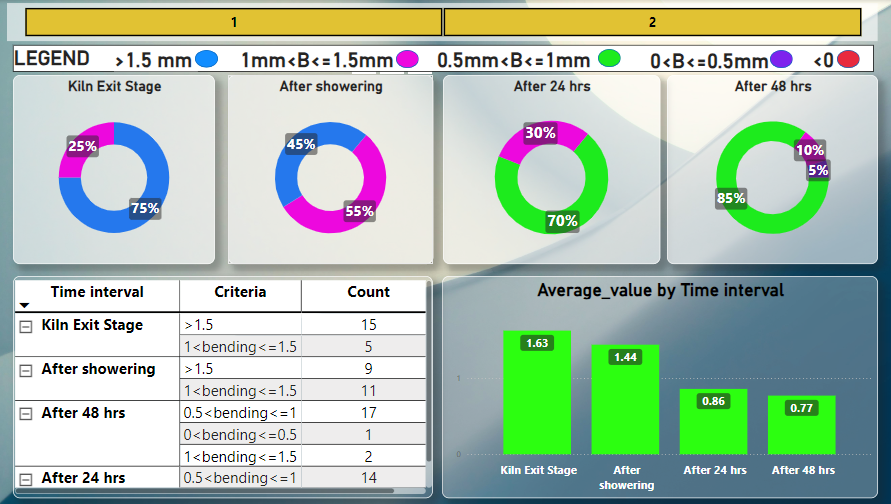 1 2
LEGEND >1.5 mm 1mm<B<=1.5mm 0.5mm<B<=1mm 0<B<=0.5mm <0
Kiln Exit Stage After showering After 24 hrs After 48 hrs
25% 75%
45% 55%
30% 70%
10% 5% 85%
Time interval Criteria Count
Kiln Exit Stage >1.5 15
1<bending<=1.5 5
After showering >1.5 9
1<bending<=1.5 11
After 48 hrs 0.5<bending<=1 17
0<bending<=0.5 1
1<bending<=1.5 2
After 24 hrs 0.5<bending<=1 14
Average_value by Time interval
1.63 1.44 0.86 0.77
1
0
Kiln Exit Stage After showering After 24 hrs After 48 hrs